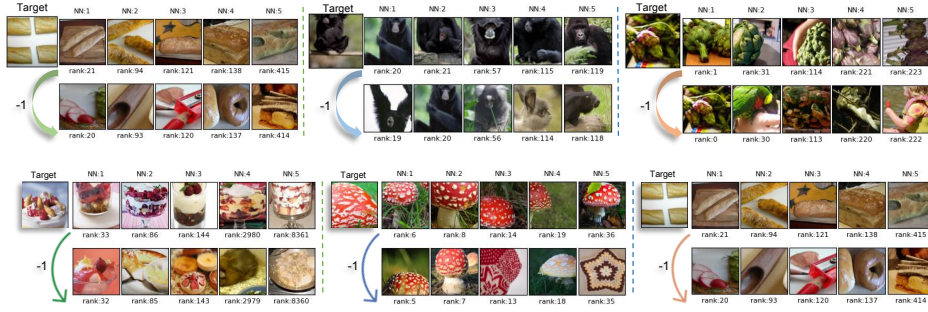 Target NN:1 NN:2 NN:3 NN:4 NN:5
rank:21 rank:94 rank:121 rank:138 rank:415
-1
rank:20 rank:93 rank:120 rank:137 rank:414
Target NN:1 NN:2 NN:3 NN:4 NN:5
rank:20 rank:21 rank:57 rank:115 rank:119
-1
rank:19 rank:20 rank:56 rank:114 rank:118
Target NN:1 NN:2 NN:3 NN:4 NN:5
rank:1 rank:31 rank:114 rank:221 rank:223
-1
rank:0 rank:30 rank:113 rank:220 rank:222
Target NN:1 NN:2 NN:3 NN:4 NN:5
rank:33 rank:86 rank:144 rank:2980 rank:8361
-1
rank:32 rank:85 rank:143 rank:2979 rank:8360
Target NN:1 NN:2 NN:3 NN:4 NN:5
rank:6 rank:8 rank:14 rank:19 rank:36
-1
rank:5 rank:7 rank:13 rank:18 rank:35
Target NN:1 NN:2 NN:3 NN:4 NN:5
rank:21 rank:94 rank:121 rank:138 rank:415
-1
rank:20 rank:93 rank:120 rank:137 rank:414